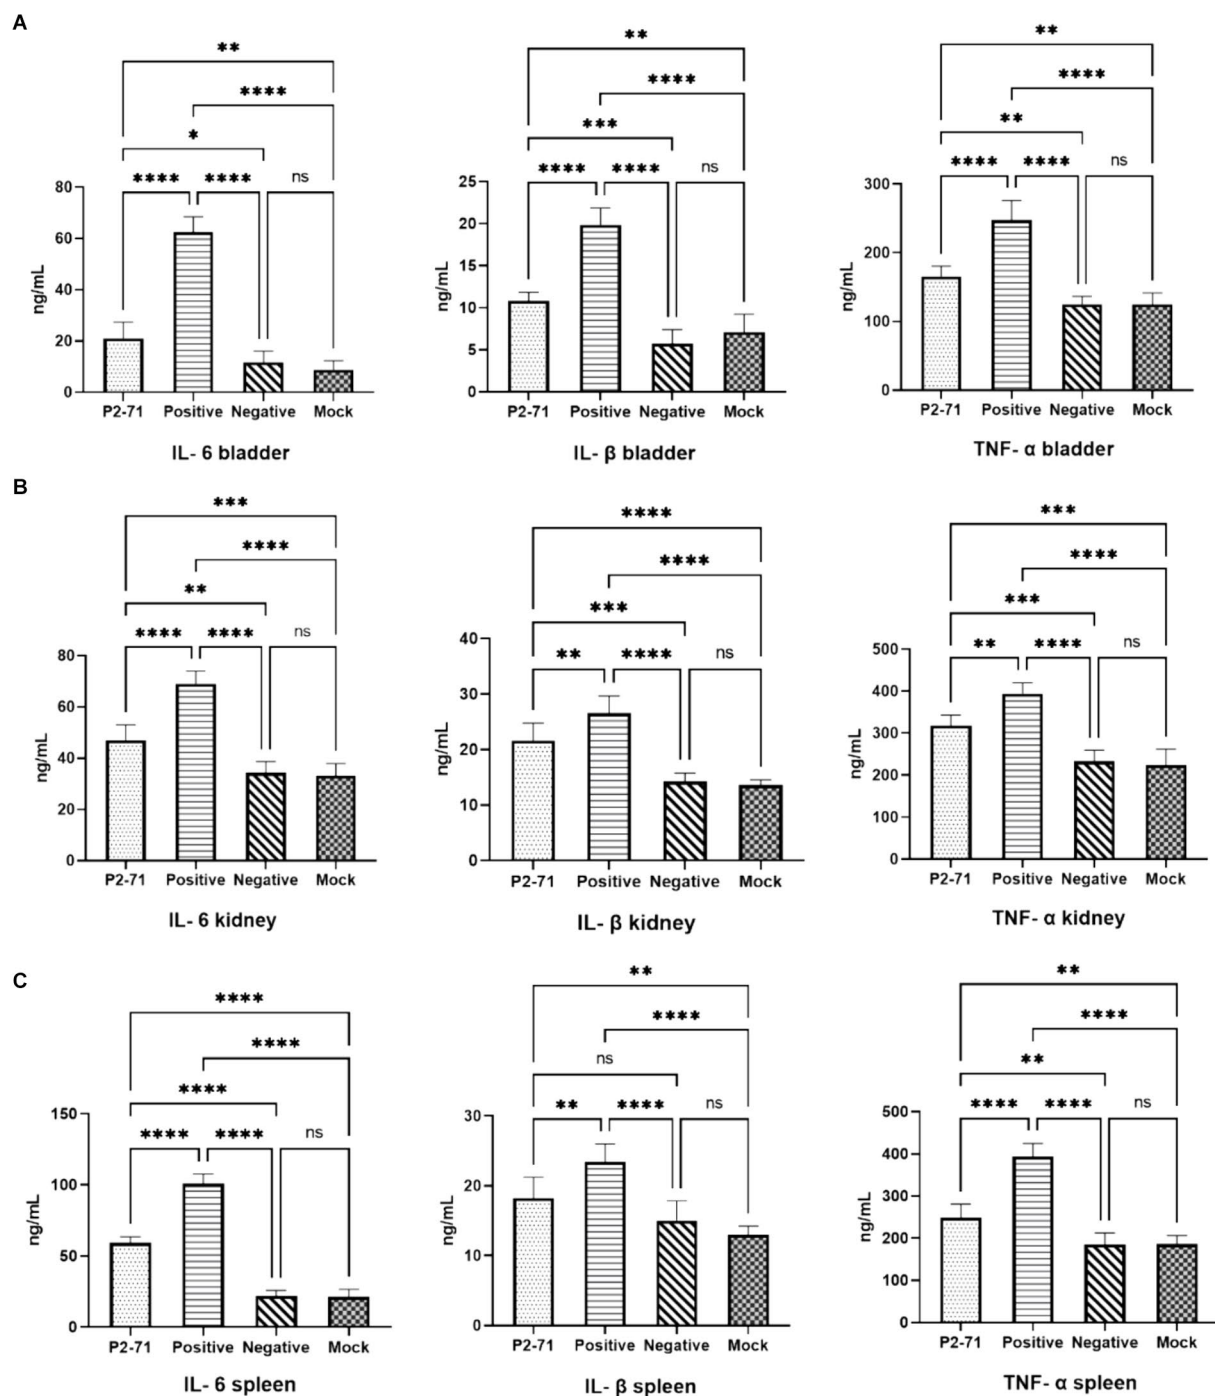 A
**
****
*
**** **** ns
80
60
40
20
0
ng/mL
P2-71 Positive Negative Mock
IL- 6 bladder
**
****
***
**** **** ns
25
20
15
10
5
0
ng/mL
P2-71 Positive Negative Mock
IL- β bladder
**
****
**
**** **** ns
300
200
100
0
ng/mL
P2-71 Positive Negative Mock
TNF- α bladder
B
***
****
**
**** **** ns
80
60
40
20
0
ng/mL
P2-71 Positive Negative Mock
IL- 6 kidney
****
****
***
** **** ns
40
30
20
10
0
ng/mL
P2-71 Positive Negative Mock
IL- β kidney
***
****
***
** **** ns
500
400
300
200
100
0
ng/mL
P2-71 Positive Negative Mock
TNF- α kidney
C
****
****
****
**** **** ns
150
100
50
0
ng/mL
P2-71 Positive Negative Mock
IL- 6 spleen
**
****
ns
** **** ns
30
20
10
0
ng/mL
P2-71 Positive Negative Mock
IL- β spleen
**
****
**
**** **** ns
500
400
300
200
100
0
ng/mL
P2-71 Positive Negative Mock
TNF- α spleen